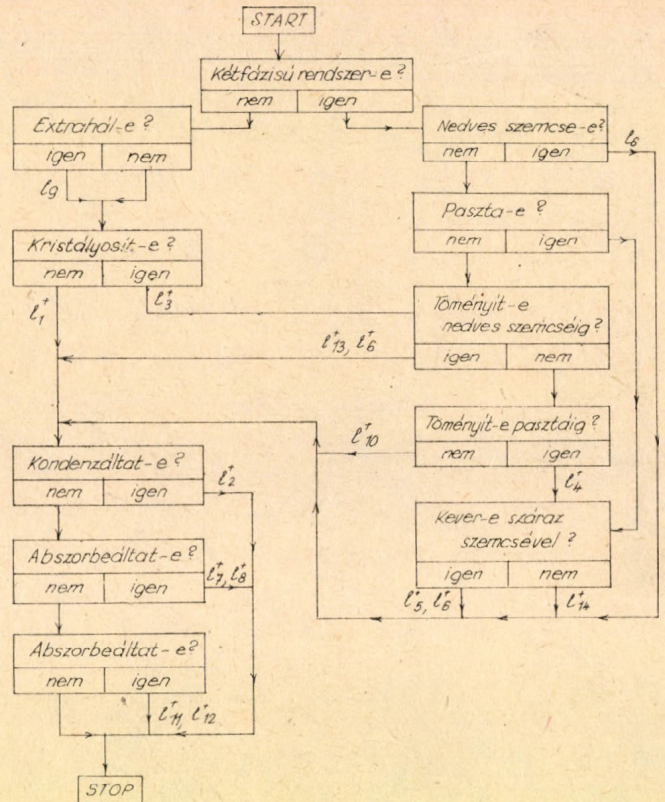 START
Kétfázisú rendszer-e?
nem igen
Extrahál-e?
igen nem
l9
Nedves szemcse-e?
nem igen
l6
Paszta-e?
nem igen
Kristályosít-e?
nem igen
l1+
l3+
Töményít-e
nedves szemcséig?
igen nem
l13+, l6+
Töményít-e pasztáig?
nem igen
l10+
l4+
Kondenzáltat-e?
nem igen
l2+
Kever-e száraz
szemcsével?
igen nem
l5+, l6+
l14+
Abszorbeáltat-e?
nem igen
l7+, l8+
Abszorbeáltat-e?
nem igen
l11+, l12+
STOP